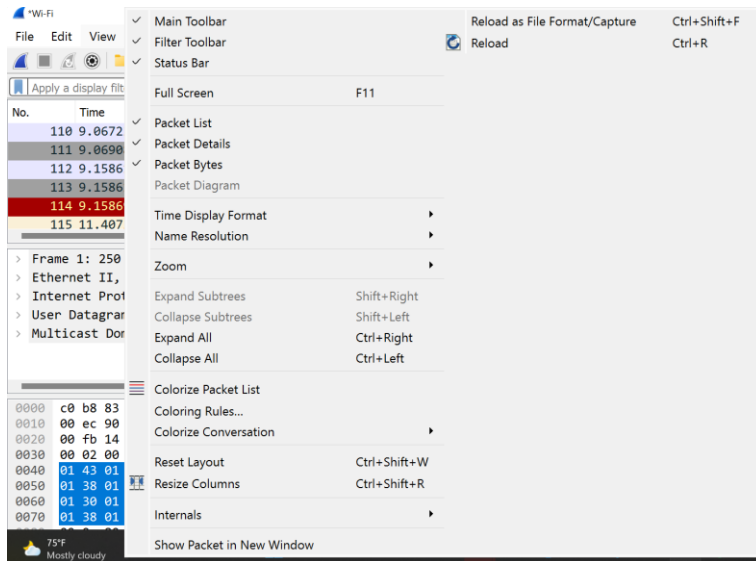 *Wi-Fi
File Edit View
Apply a display filt
No. Time
110 9.0672
111 9.0690
112 9.1586
113 9.1586
114 9.1586
115 11.407
Frame 1: 250
Ethernet II,
Internet Prot
User Datagram
Multicast Dom
0000 c0 b8 83
0010 00 ec 90
0020 00 fb 14
0030 00 02 00
0040 01 43 01
0050 01 38 01
0060 01 30 01
0070 01 38 01
75°F
Mostly cloudy
Main Toolbar
Filter Toolbar
Status Bar
Full Screen F11
Packet List
Packet Details
Packet Bytes
Packet Diagram
Time Display Format
Name Resolution
Zoom
Expand Subtrees Shift+Right
Collapse Subtrees Shift+Left
Expand All Ctrl+Right
Collapse All Ctrl+Left
Colorize Packet List
Coloring Rules...
Colorize Conversation
Reset Layout Ctrl+Shift+W
Resize Columns Ctrl+Shift+R
Internals
Show Packet in New Window
Reload as File Format/Capture Ctrl+Shift+F
Reload Ctrl+R